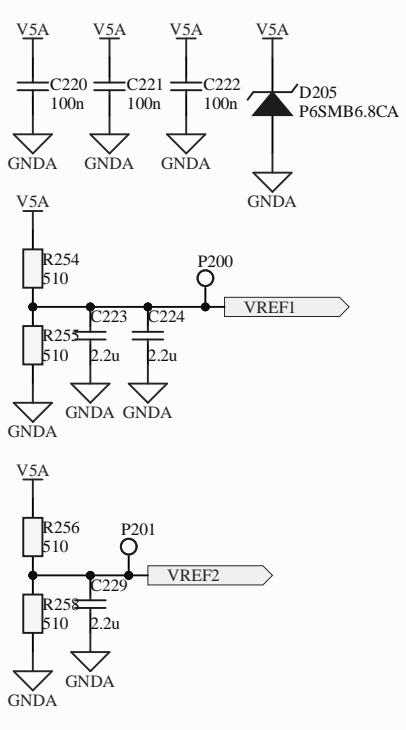 V5A V5A V5A V5A
C220 C221 C222 D205
100n 100n 100n P6SMB6.8CA
GNDA GNDA GNDA
GNDA
V5A
R254 P200
510
VREF1
C223 C224
R255
510 2.2u 2.2u
GNDA GNDA
GNDA
V5A
R256 P201
510
VREF2
C229
R258
510 2.2u
GNDA
GNDA